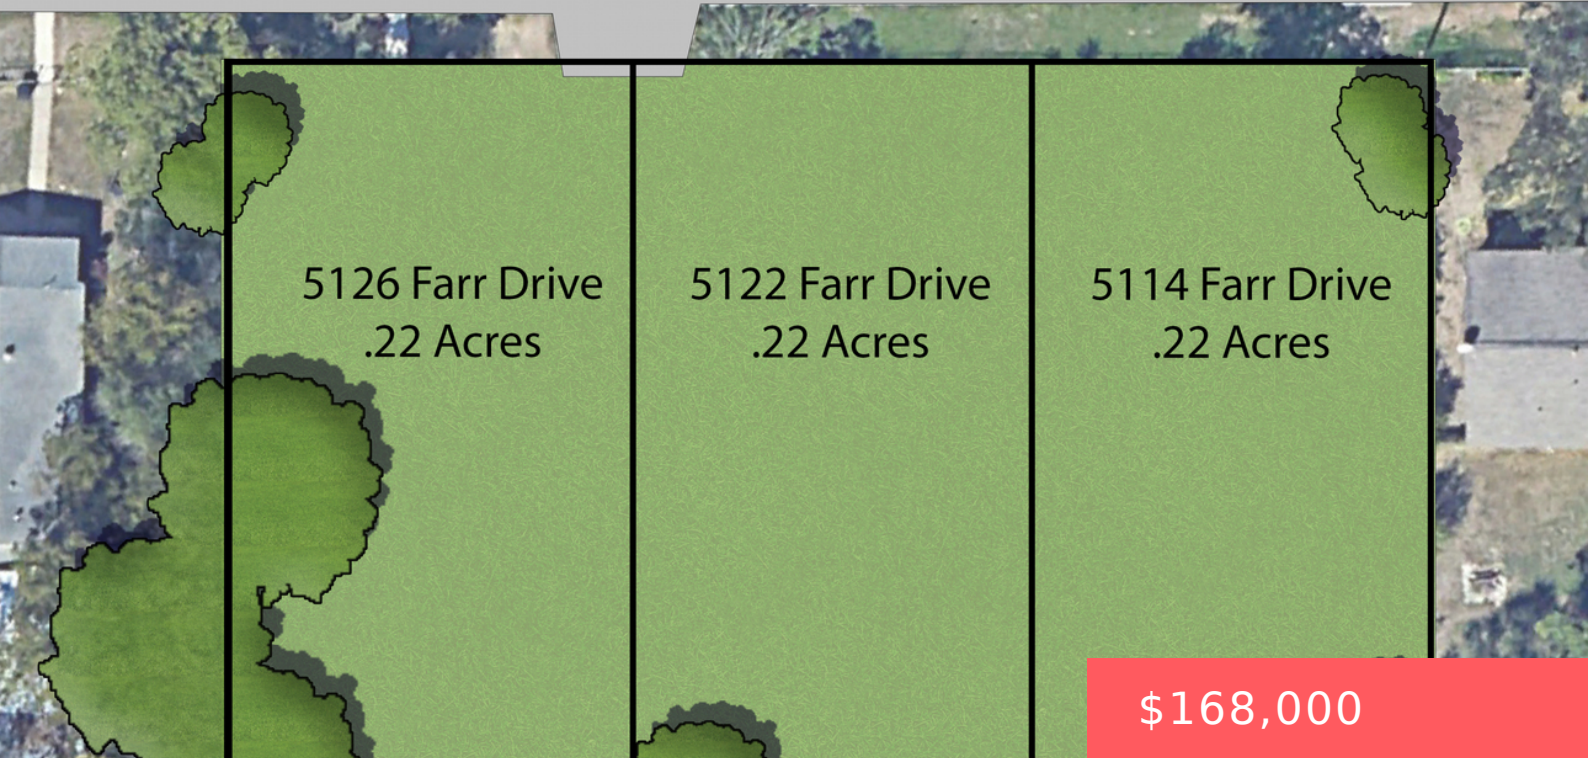 5126 Farr Drive
.22 Acres
5122 Farr Drive
.22 Acres
5114 Farr Drive
.22 Acres
$168,000